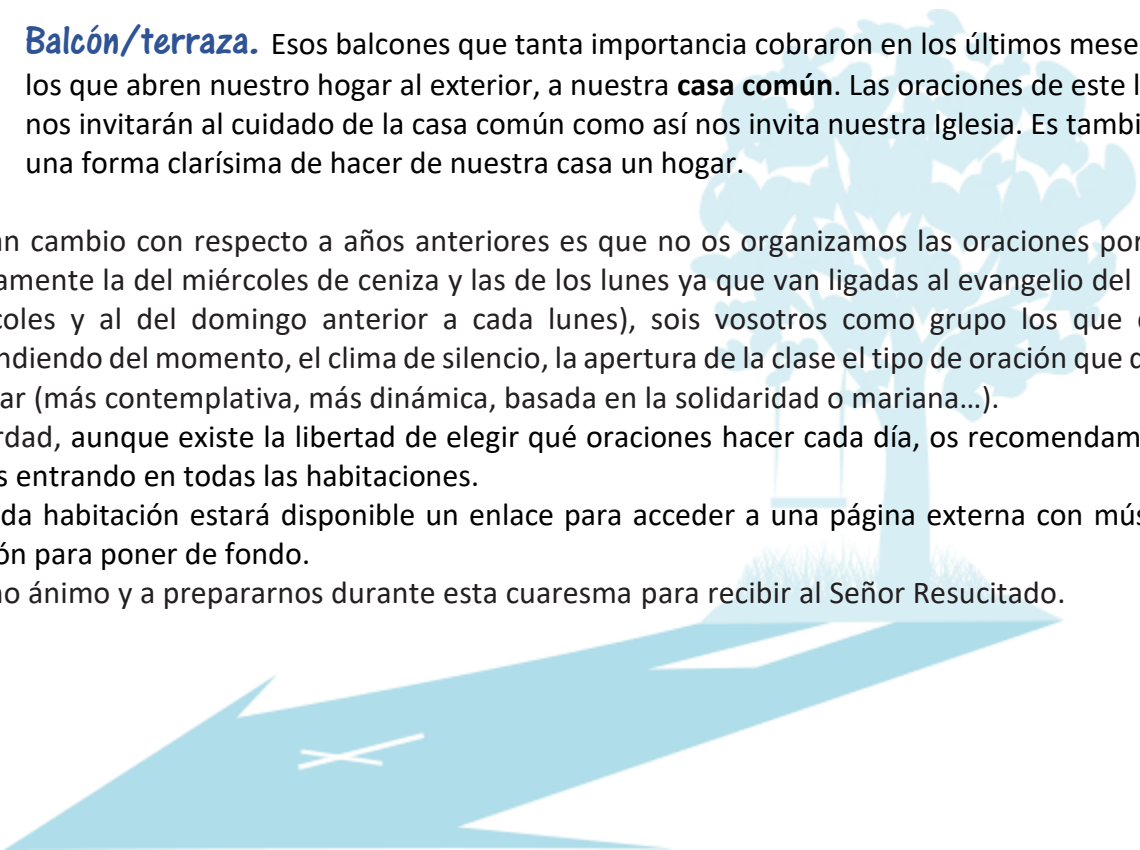 Balcón/terraza. Esos balcones que tanta importancia cobraron en los últimos mese
los que abren nuestro hogar al exterior, a nuestra casa común. Las oraciones de este l
nos invitarán al cuidado de la casa común como así nos invita nuestra Iglesia. Es tambi
una forma clarísima de hacer de nuestra casa un hogar.
an cambio con respecto a años anteriores es que no os organizamos las oraciones por
amente la del miércoles de ceniza y las de los lunes ya que van ligadas al evangelio del
coles y al del domingo anterior a cada lunes), sois vosotros como grupo los que
ndiendo del momento, el clima de silencio, la apertura de la clase el tipo de oración que
ar (más contemplativa, más dinámica, basada en la solidaridad o mariana…).
rdad, aunque existe la libertad de elegir qué oraciones hacer cada día, os recomendam
s entrando en todas las habitaciones.
da habitación estará disponible un enlace para acceder a una página externa con mús
ón para poner de fondo.
o ánimo y a prepararnos durante esta cuaresma para recibir al Señor Resucitado.